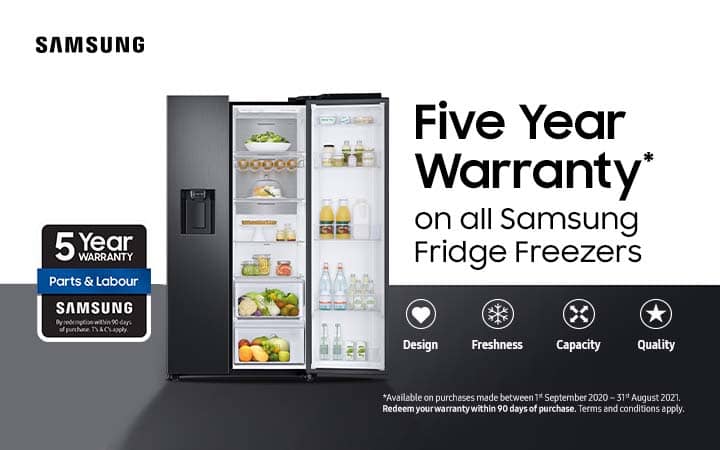 SAMSUNG
Five Year
Warranty*
on all Samsung
Fridge Freezers
5 Year
WARRANTY
Parts & Labour
SAMSUNG
By redemption within 90 days
of purchase. T's & C's apply.
Design
Freshness
Capacity
Quality
*Available on purchases made between 1st September 2020 – 31st August 2021.
Redeem your warranty within 90 days of purchase. Terms and conditions apply.